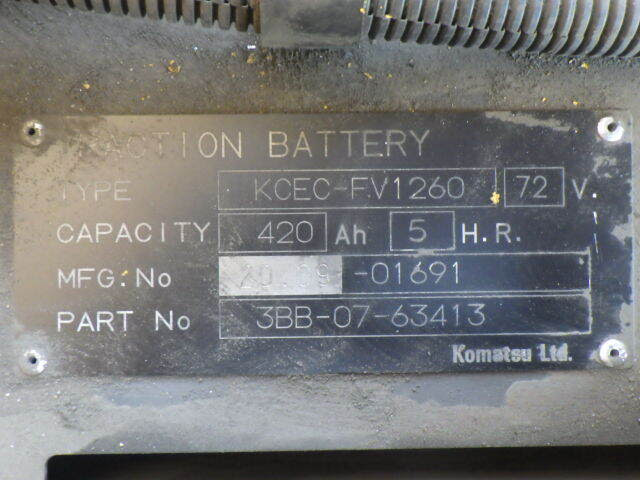 TRACTION BATTERY
TYPE KCEC-FV1260 72 V.
CAPACITY 420 Ah 5 H.R.
MFG.No -01691
PART No 3BB-07-63413
Komatsu Ltd.